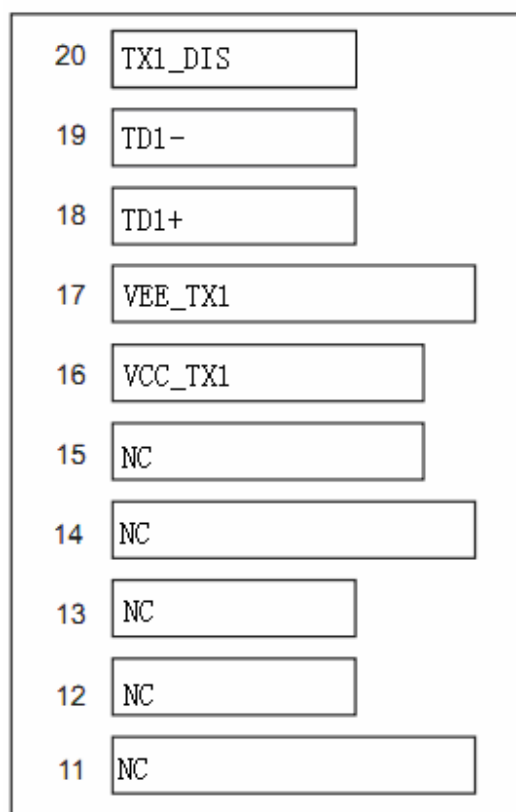 20 TX1_DIS
19 TD1-
18 TD1+
17 VEE_TX1
16 VCC_TX1
15 NC
14 NC
13 NC
12 NC
11 NC